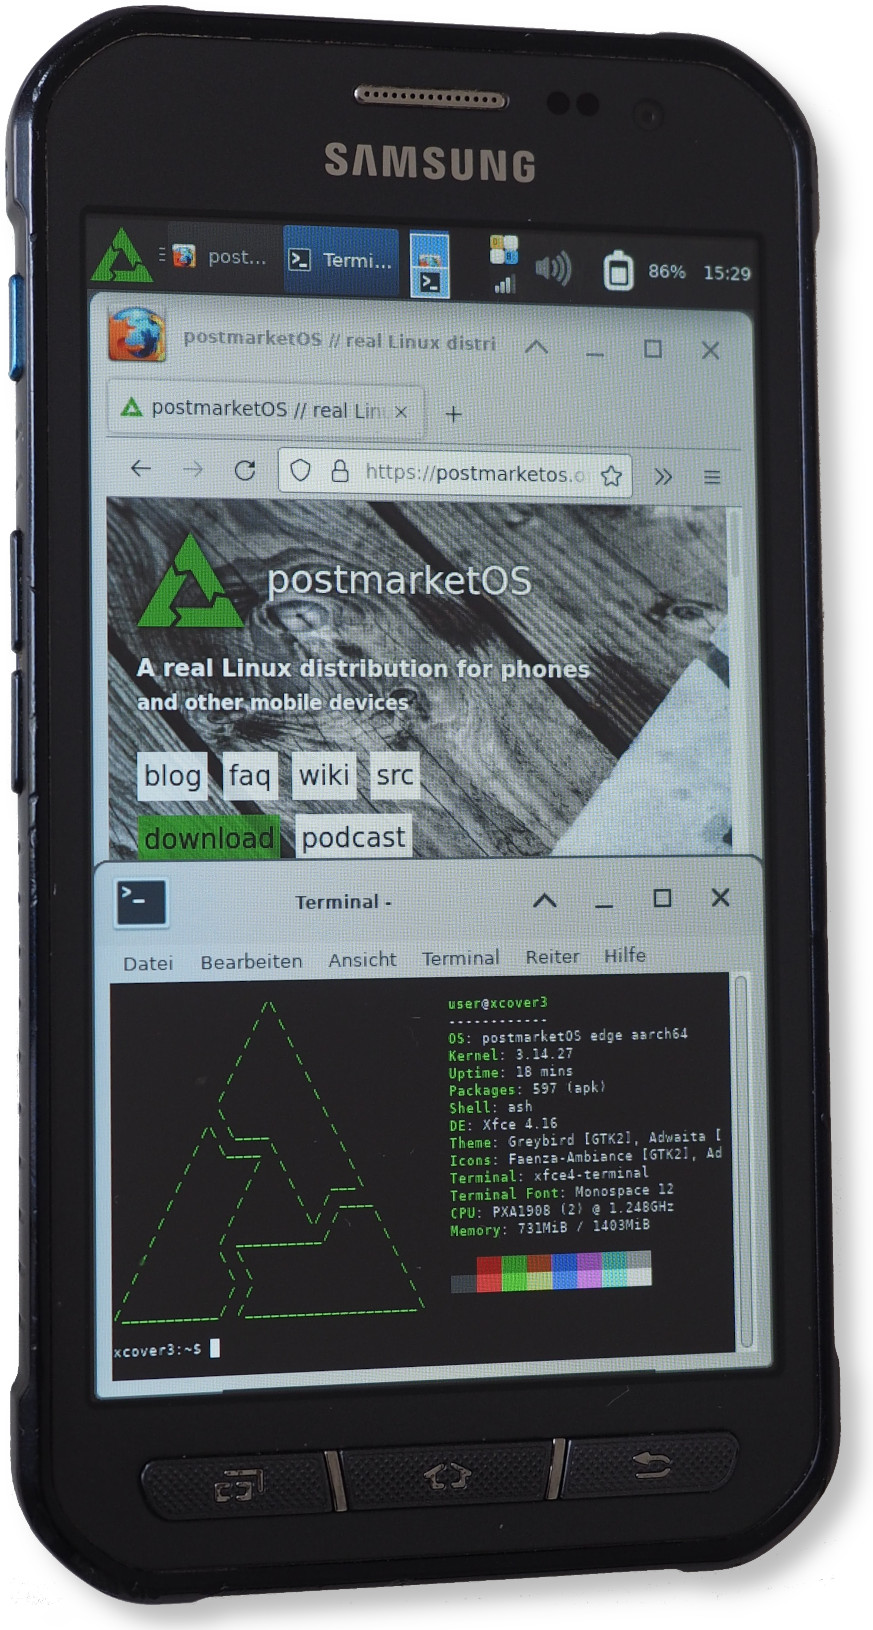 SAMSUNG
post... Termi... 86% 15:29
postmarketOS // real Linux distri
postmarketOS // real Lin
https://postmarketos.o
postmarketOS
A real Linux distribution for phones
and other mobile devices
blog faq wiki src
download podcast
Terminal -
Datei Bearbeiten Ansicht Terminal Reiter Hilfe
user@xcover3
------------
OS: postmarketOS edge aarch64
Kernel: 3.14.27
Uptime: 18 mins
Packages: 597 (apk)
Shell: ash
DE: Xfce 4.16
Theme: Greybird [GTK2], Adwaita [
Icons: Faenza-Ambiance [GTK2], Ad
Terminal: xfce4-terminal
Terminal Font: Monospace 12
CPU: PXA1908 (2) @ 1.248GHz
Memory: 731MiB / 1403MiB
xcover3:~$